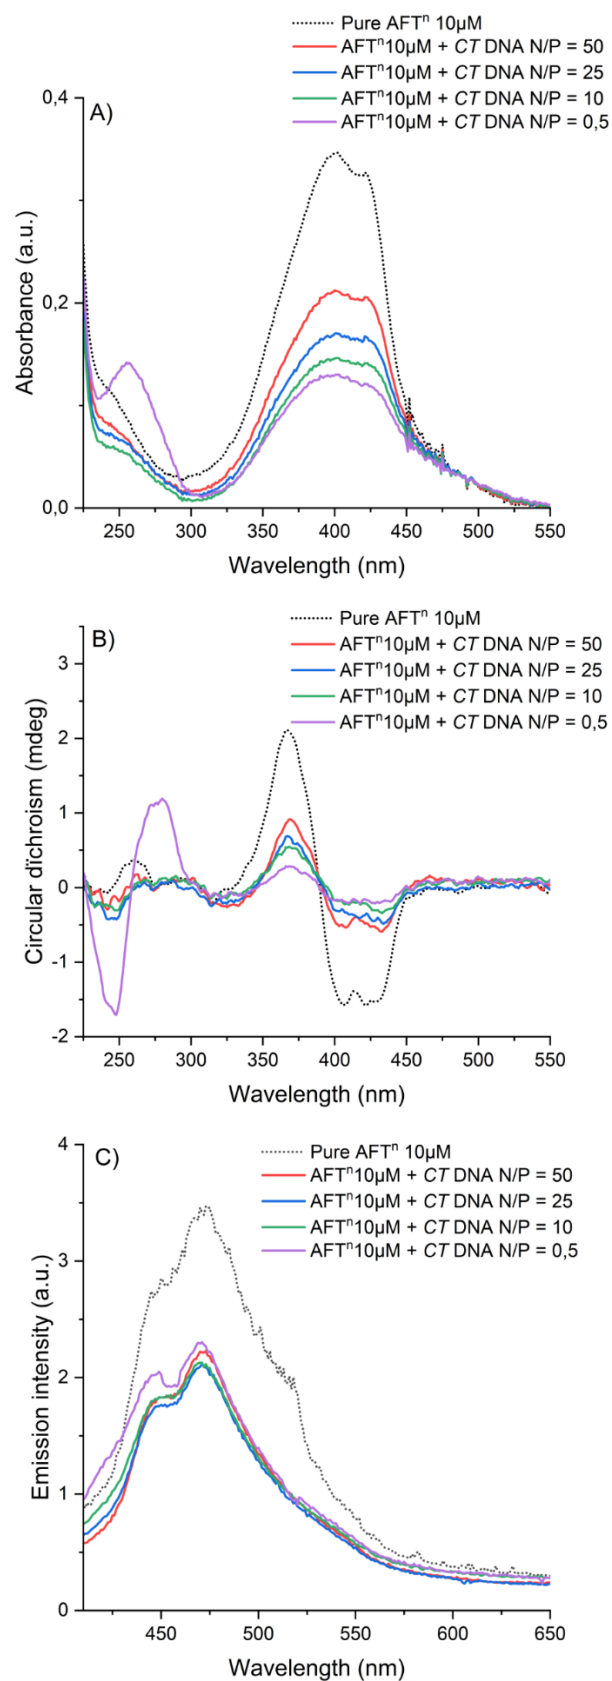 Pure AFTⁿ 10μM
AFTⁿ10μM + CT DNA N/P = 50
AFTⁿ10μM + CT DNA N/P = 25
AFTⁿ10μM + CT DNA N/P = 10
AFTⁿ10μM + CT DNA N/P = 0,5
A)
0,4
0,2
0,0
Absorbance (a.u.)
250 300 350 400 450 500 550
Wavelength (nm)
Pure AFTⁿ 10μM
AFTⁿ10μM + CT DNA N/P = 50
AFTⁿ10μM + CT DNA N/P = 25
AFTⁿ10μM + CT DNA N/P = 10
AFTⁿ10μM + CT DNA N/P = 0,5
B)
3
2
1
0
-1
-2
Circular dïchroism (mdeg)
250 300 350 400 450 500 550
Wavelength (nm)
Pure AFTⁿ 10μM
AFTⁿ10μM + CT DNA N/P = 50
AFTⁿ10μM + CT DNA N/P = 25
AFTⁿ10μM + CT DNA N/P = 10
AFTⁿ10μM + CT DNA N/P = 0,5
C)
4
3
2
1
0
Emission intensity (a.u.)
450 500 550 600 650
Wavelength (nm)